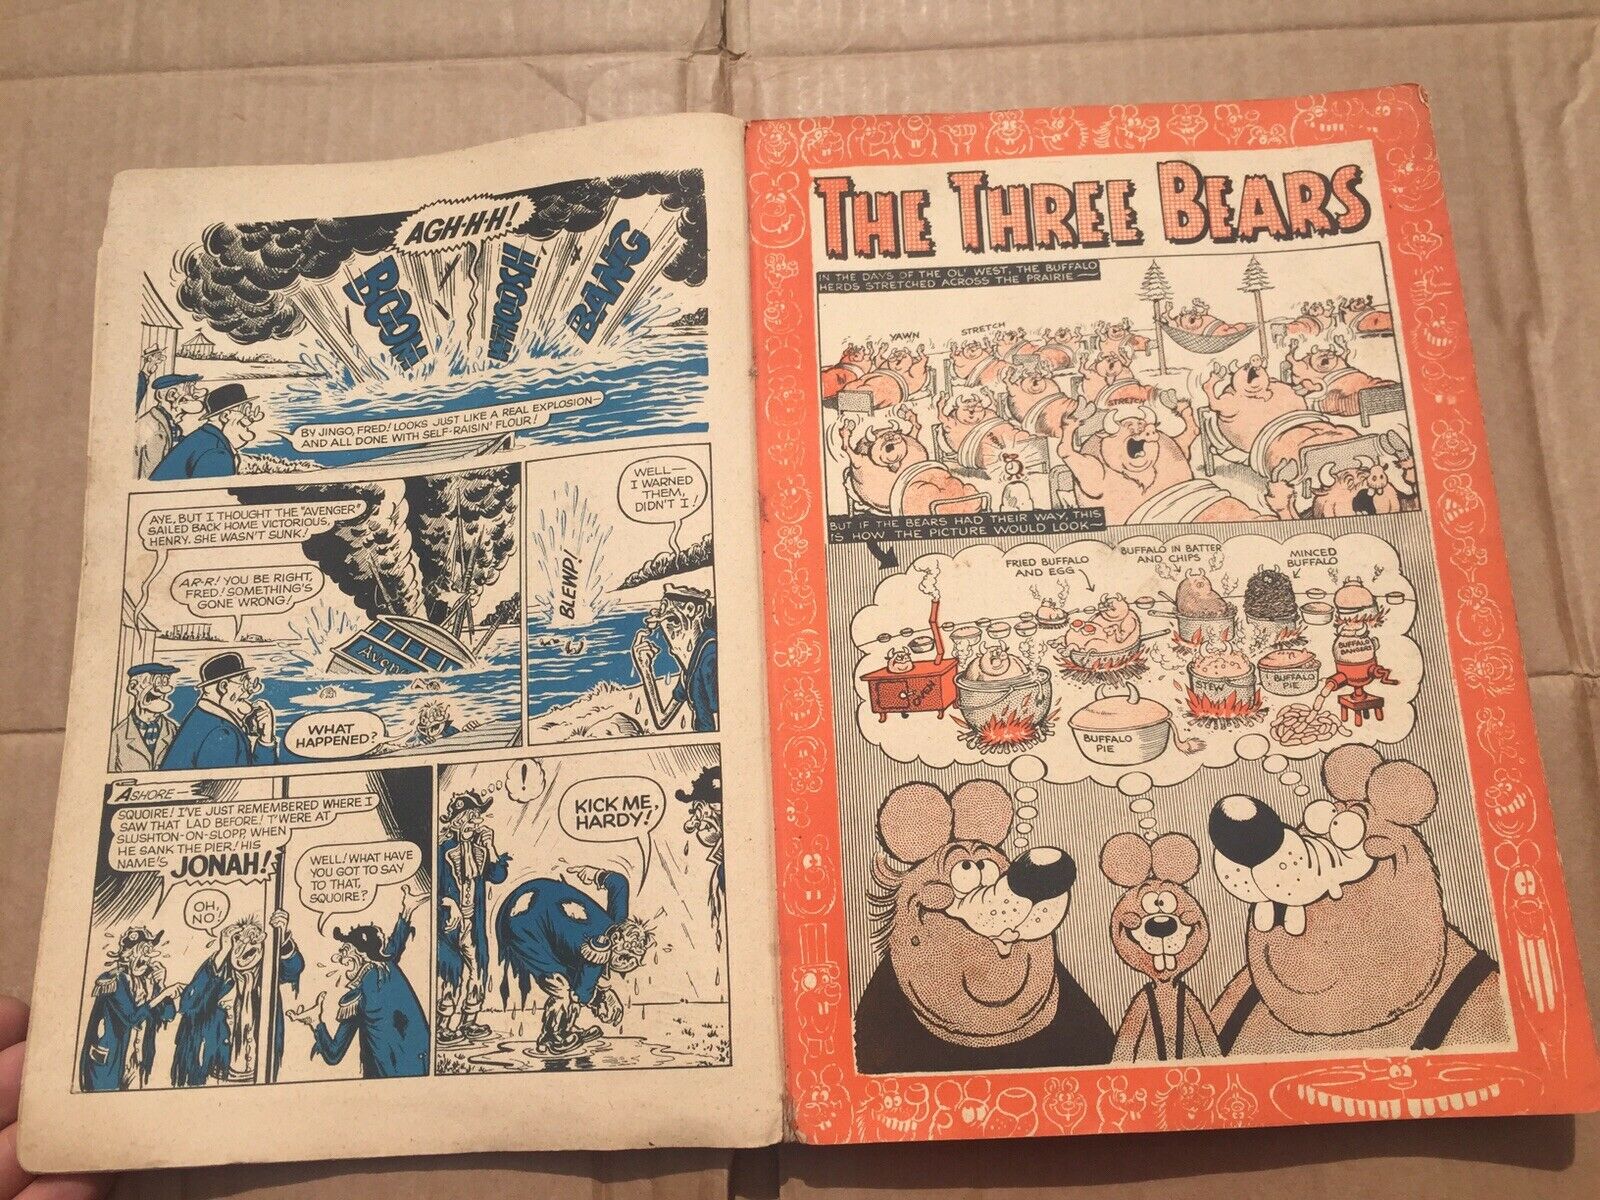 AGH-H-H!
BOOM
WHOOSH
BANG
BY JINGO, FRED! LOOKS JUST LIKE A REAL EXPLOSION—
AND ALL DONE WITH SELF-RAISIN' FLOUR!
AYE, BUT I THOUGHT THE "AVENGER"
SAILED BACK HOME VICTORIOUS,
HENRY. SHE WASN'T SUNK!
AR-R! YOU BE RIGHT,
FRED! SOMETHING'S
GONE WRONG!
Aveng
WHAT
HAPPENED?
WELL—
I WARNED
THEM,
DIDN'T I!
BLENP!
ASHORE—
SQUOIRE! I'VE JUST REMEMBERED WHERE I
SAW THAT LAD BEFORE! T'WERE AT
SLUSHTON-ON-SLOPP, WHEN
HE SANK THE PIER! HIS
NAME'S JONAH!
OH,
NO!
WELL! WHAT HAVE
YOU GOT TO SAY
TO THAT,
SQUOIRE?
!
KICK ME,
HARDY!
THE THREE BEARS
IN THE DAYS OF THE OL' WEST, THE BUFFALO
HERDS STRETCHED ACROSS THE PRAIRIE—
YAWN
STRETCH
STRETCH
BUT IF THE BEARS HAD THEIR WAY, THIS
IS HOW THE PICTURE WOULD LOOK—
FRIED BUFFALO
AND EGG
BUFFALO IN BATTER
AND CHIPS
MINCED
BUFFALO
BUFFALO
BANGERS
STEW
BUFFALO
PIE
BUFFALO
PIE